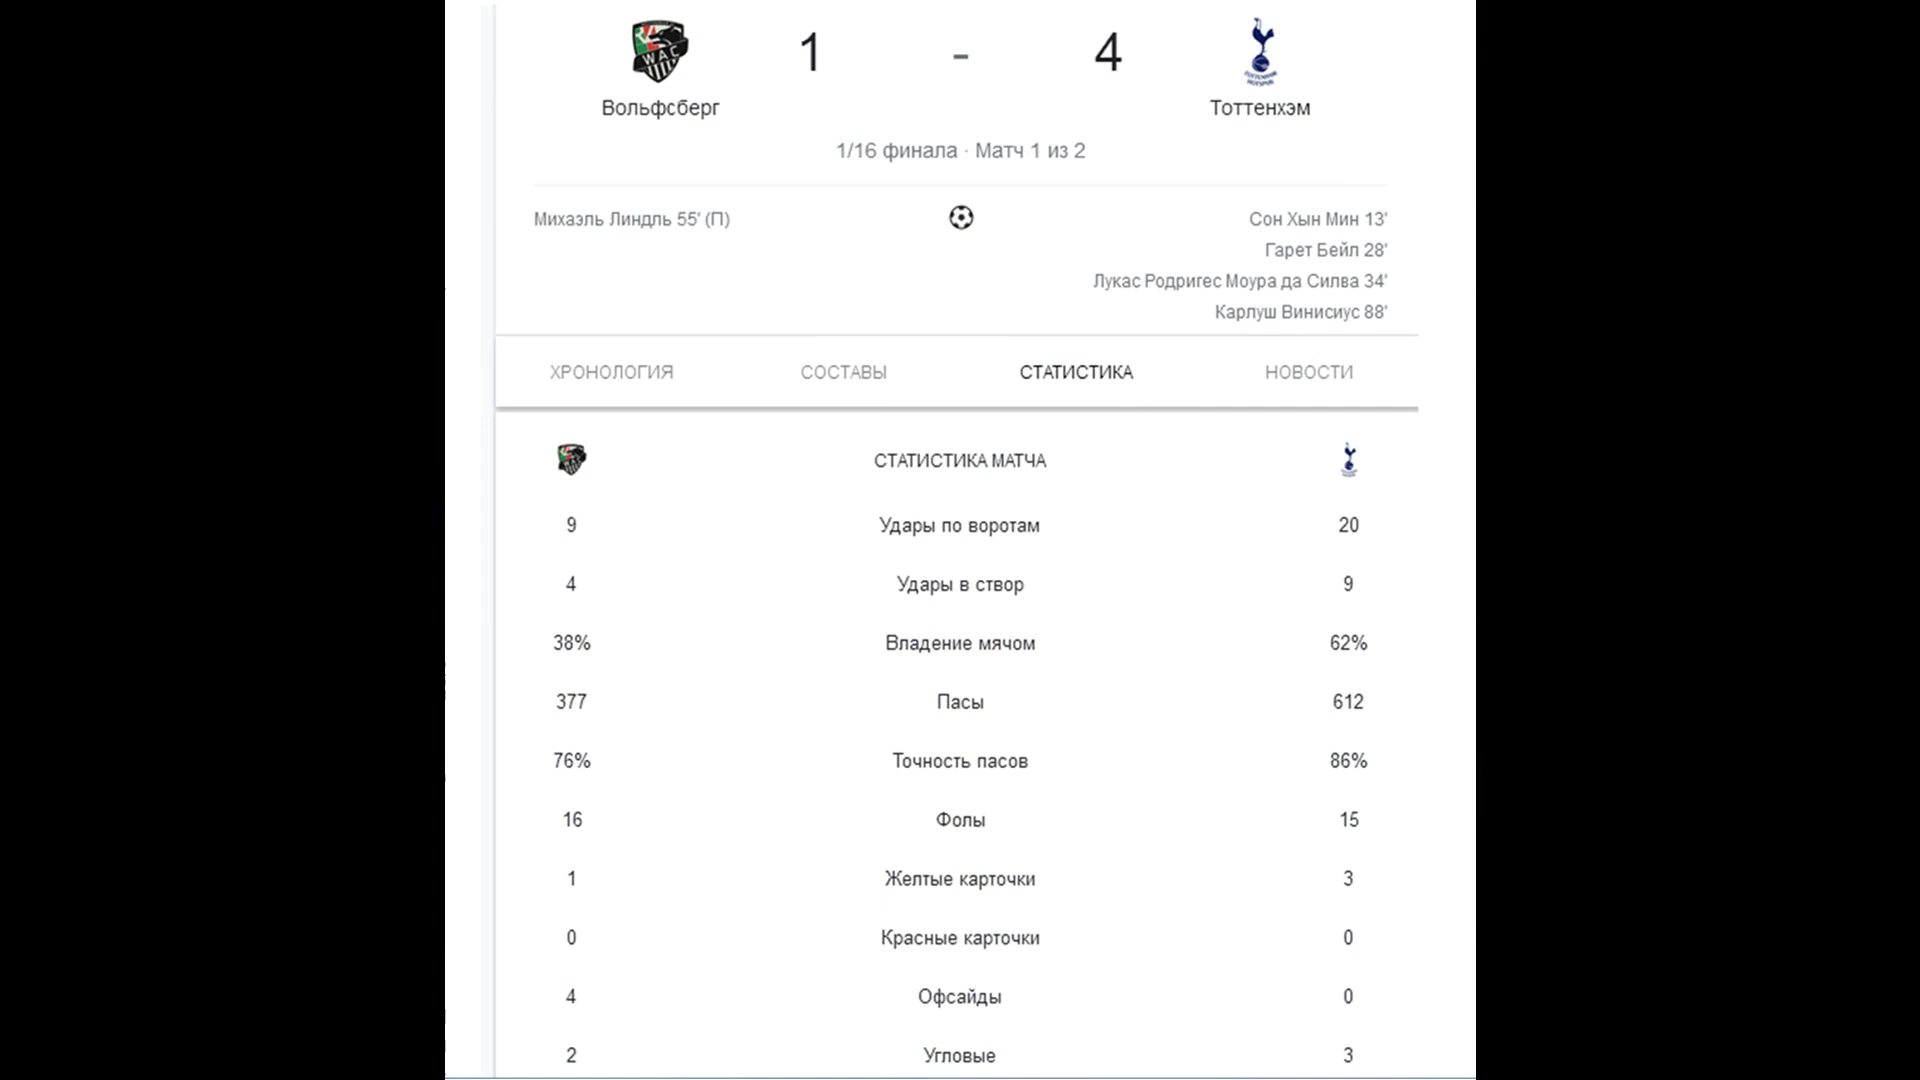 WAC
1 - 4
Вольфсберг Тоттенхэм
1/16 финала · Матч 1 из 2
Михаэль Линдль 55' (П) Сон Хын Мин 13'
Гарет Бейл 28'
Лукас Родригес Моура да Силва 34'
Карлуш Винисиус 88'
ХРОНОЛОГИЯ СОСТАВЫ СТАТИСТИКА НОВОСТИ
СТАТИСТИКА МАТЧА
9 Удары по воротам 20
4 Удары в створ 9
38% Владение мячом 62%
377 Пасы 612
76% Точность пасов 86%
16 Фолы 15
1 Желтые карточки 3
0 Красные карточки 0
4 Офсайды 0
2 Угловые 3